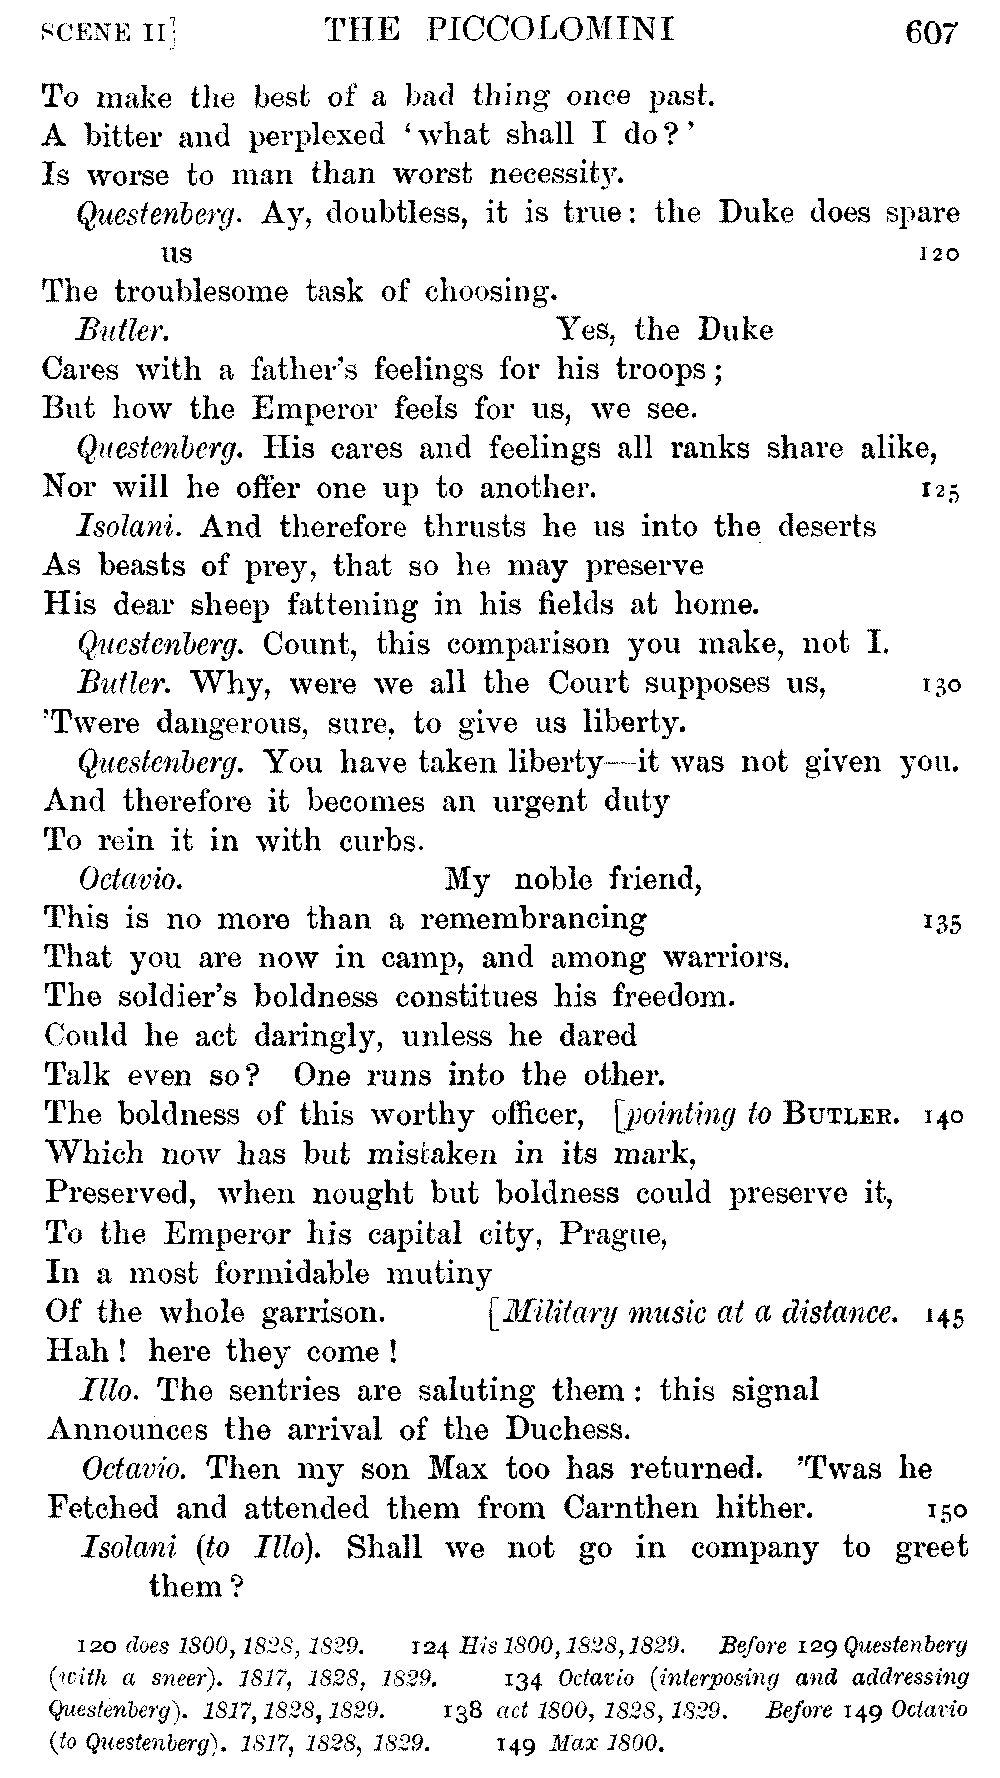 SCENE II] THE PICCOLOMINI 607
To make the best of a bad thing once past.
A bitter and perplexed ‘what shall I do?’
Is worse to man than worst necessity.
Questenberg. Ay, doubtless, it is true: the Duke does spare
us 120
The troublesome task of choosing.
Butler. Yes, the Duke
Cares with a father's feelings for his troops;
But how the Emperor feels for us, we see.
Questenberg. His cares and feelings all ranks share alike,
Nor will he offer one up to another. 125
Isolani. And therefore thrusts he us into the deserts
As beasts of prey, that so he may preserve
His dear sheep fattening in his fields at home.
Questenberg. Count, this comparison you make, not I.
Butler. Why, were we all the Court supposes us, 130
'Twere dangerous, sure, to give us liberty.
Questenberg. You have taken liberty—it was not given you.
And therefore it becomes an urgent duty
To rein it in with curbs.
Octavio. My noble friend,
This is no more than a remembrancing 135
That you are now in camp, and among warriors.
The soldier's boldness constitues his freedom.
Could he act daringly, unless he dared
Talk even so? One runs into the other.
The boldness of this worthy officer, [pointing to BUTLER. 140
Which now has but mistaken in its mark,
Preserved, when nought but boldness could preserve it,
To the Emperor his capital city, Prague,
In a most formidable mutiny
Of the whole garrison. [Military music at a distance. 145
Hah! here they come!
Illo. The sentries are saluting them: this signal
Announces the arrival of the Duchess.
Octavio. Then my son Max too has returned. 'Twas he
Fetched and attended them from Carnthen hither. 150
Isolani (to Illo). Shall we not go in company to greet
them?
120 does 1800, 1828, 1829. 124 His 1800, 1828, 1829. Before 129 Questenberg
(with a sneer). 1817, 1828, 1829. 134 Octavio (interposing and addressing
Questenberg). 1817, 1828, 1829. 138 act 1800, 1828, 1829. Before 149 Octavio
(to Questenberg). 1817, 1828, 1829. 149 Max 1800.